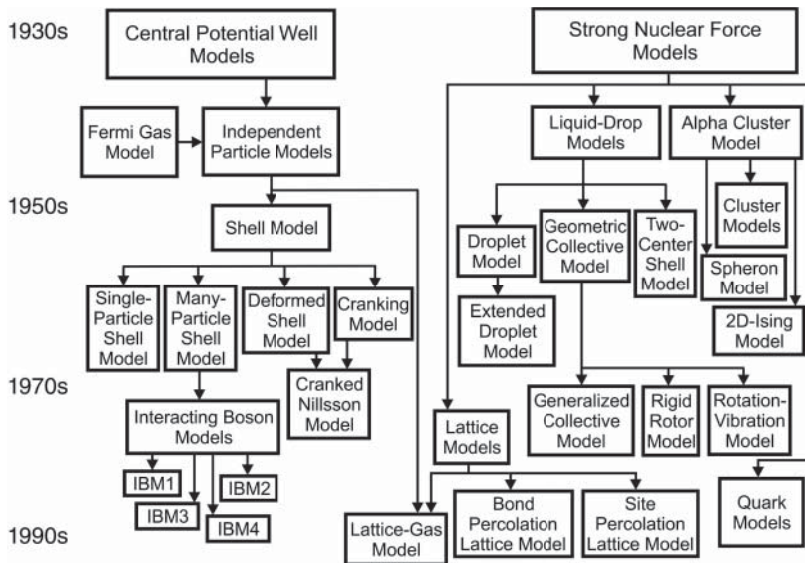 1930s
Central Potential Well
Models
Strong Nuclear Force
Models
Fermi Gas
Model
Independent
Particle Models
Liquid-Drop
Models
Alpha Cluster
Model
1950s
Shell Model
Droplet
Model
Geometric
Collective
Model
Two-
Center
Shell
Model
Cluster
Models
Spheron
Model
Single-
Particle
Shell
Model
Many-
Particle
Shell
Model
Deformed
Shell
Model
Cranking
Model
Extended
Droplet
Model
2D-Ising
Model
1970s
Cranked
Nillsson
Model
Interacting Boson
Models
Lattice
Models
Generalized
Collective
Model
Rigid
Rotor
Model
Rotation-
Vibration
Model
IBM1
IBM2
IBM3
IBM4
1990s
Lattice-Gas
Model
Bond
Percolation
Lattice Model
Site
Percolation
Lattice Model
Quark
Models